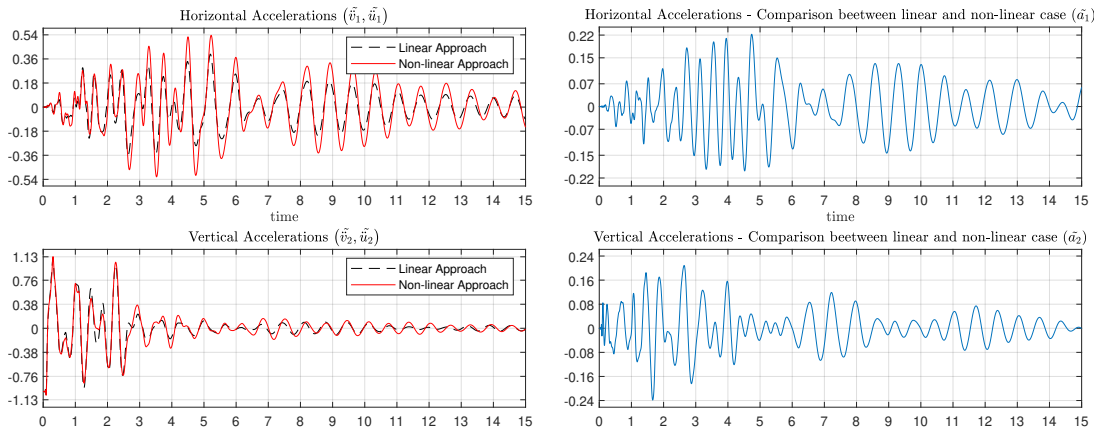 Horizontal Accelerations (ṽ̈₁, ũ̈₁)
0.54
0.36
0.18
0
-0.18
-0.36
-0.54
Linear Approach
Non-linear Approach
0 1 2 3 4 5 6 7 8 9 10 11 12 13 14 15
time
Horizontal Accelerations - Comparison beetween linear and non-linear case (ã₁)
0.22
0.15
0.07
0
-0.07
-0.15
-0.22
0 1 2 3 4 5 6 7 8 9 10 11 12 13 14 15
time
Vertical Accelerations (ṽ̈₂, ũ̈₂)
1.13
0.76
0.38
0
-0.38
-0.76
-1.13
Linear Approach
Non-linear Approach
0 1 2 3 4 5 6 7 8 9 10 11 12 13 14 15
Vertical Accelerations - Comparison beetween linear and non-linear case (ã₂)
0.24
0.16
0.08
0
-0.08
-0.16
-0.24
0 1 2 3 4 5 6 7 8 9 10 11 12 13 14 15